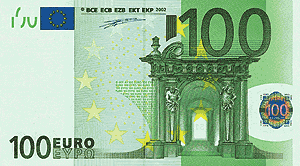 © BCE ECB EZB EKT EKP 2002
100
100
100 EURO
ΕΥΡΩ